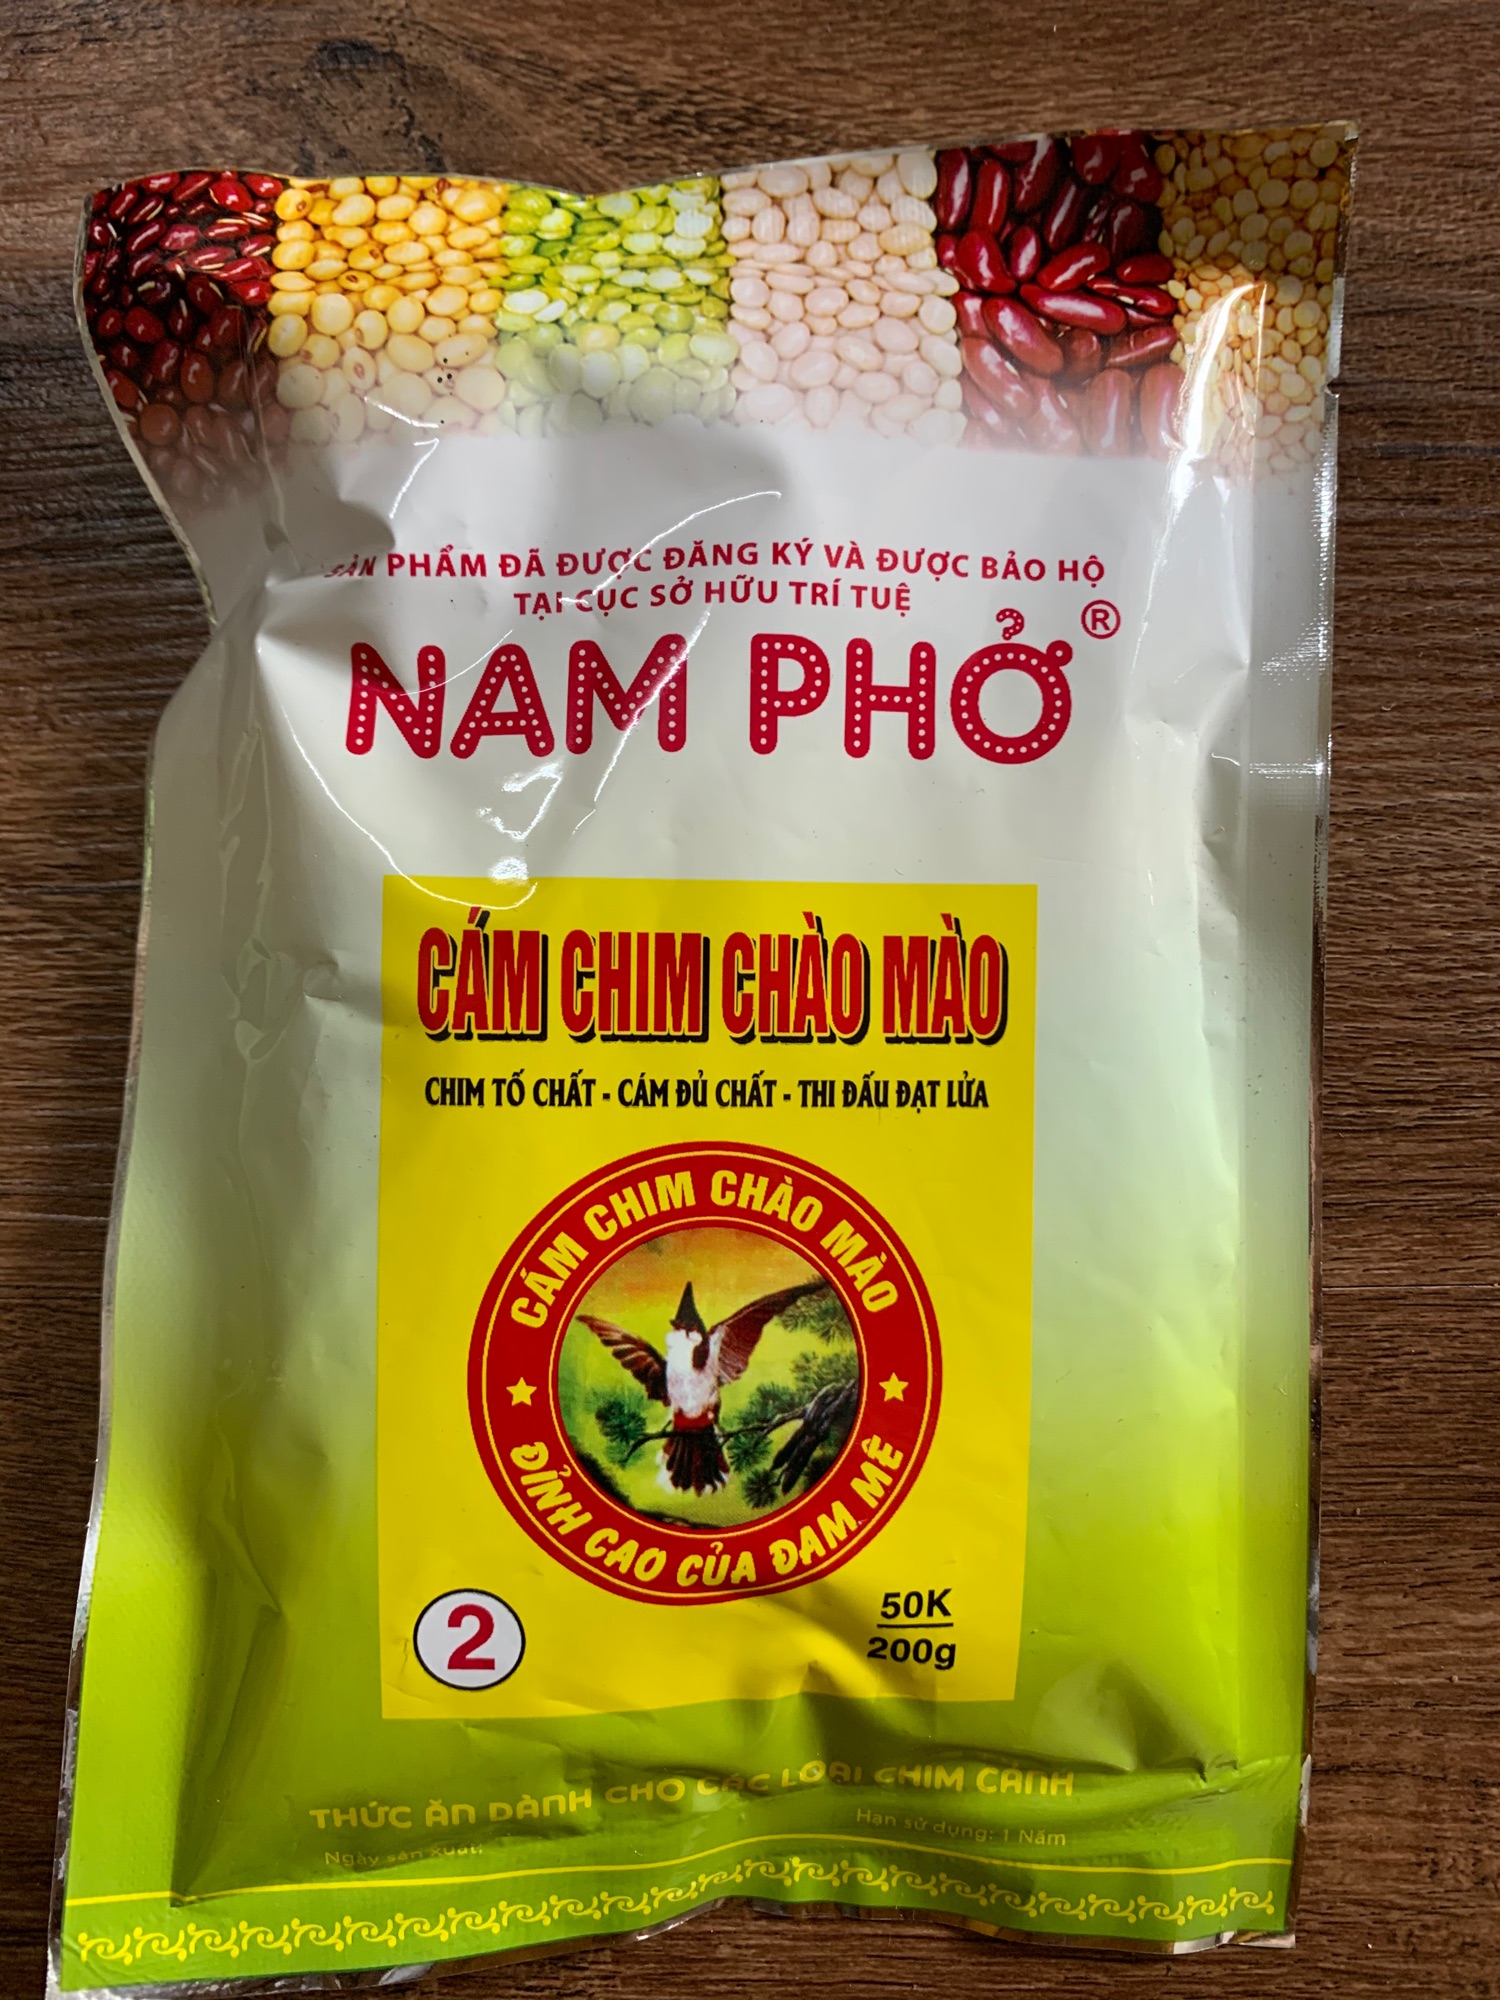 SẢN PHẨM ĐÃ ĐƯỢC ĐĂNG KÝ VÀ ĐƯỢC BẢO HỘ
TẠI CỤC SỞ HỮU TRÍ TUỆ
NAM PHỞ ®
CÁM CHIM CHÀO MÀO
CHIM TỐ CHẤT - CÁM ĐỦ CHẤT - THI ĐẤU ĐẠT LỬA
CÁM CHIM CHÀO MÀO
ĐỈNH CAO CỦA ĐAM MÊ
2
50K
200g
THỨC ĂN DÀNH CHO CÁC LOẠI CHIM CẢNH
Ngày sản xuất:
Hạn sử dụng: 1 Năm